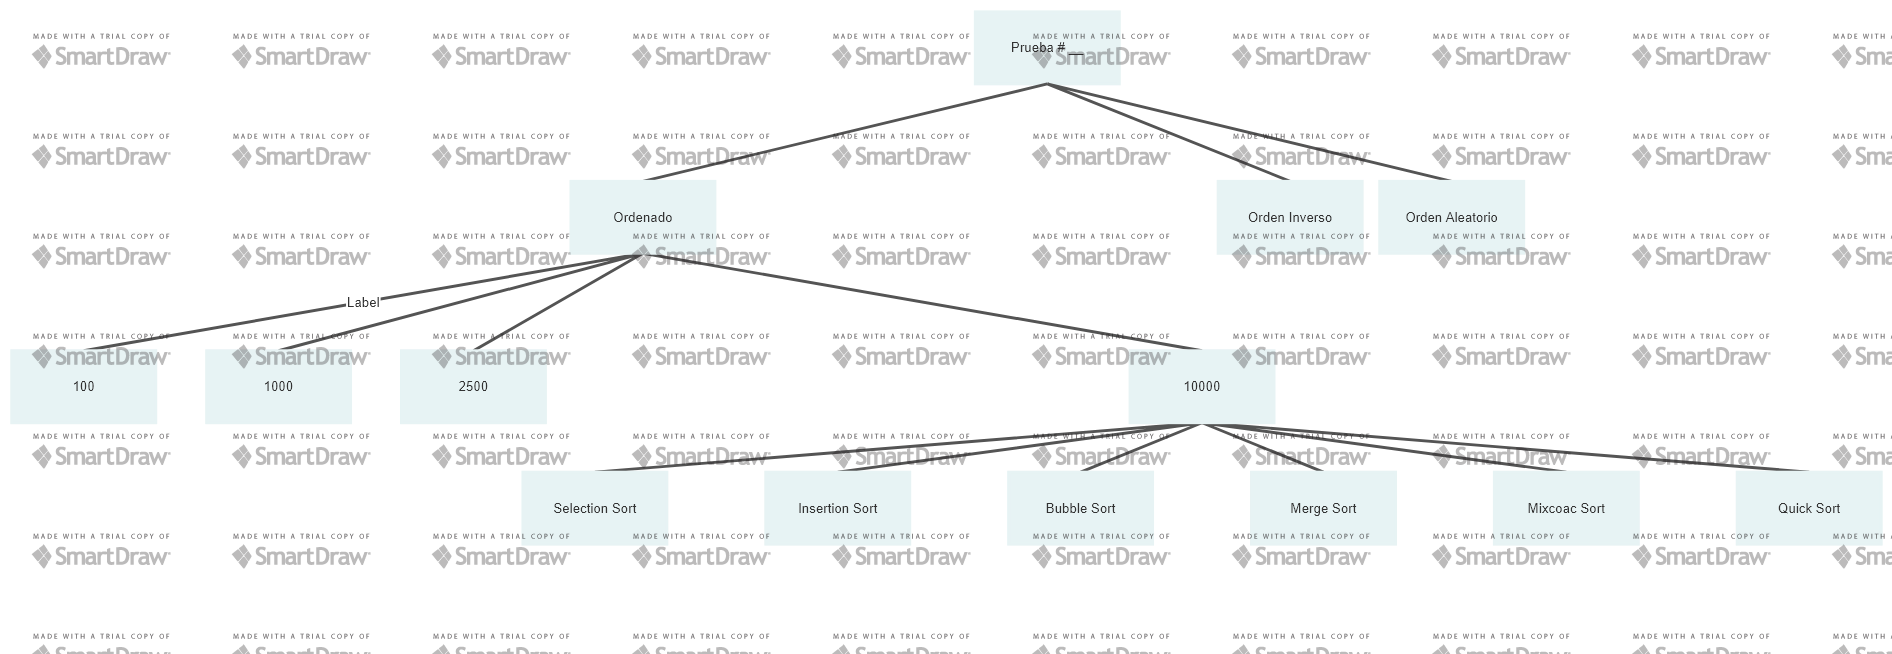 Prueba # __
Ordenado
Orden Inverso
Orden Aleatorio
Label
100
1000
2500
10000
Selection Sort
Insertion Sort
Bubble Sort
Merge Sort
Mixcoac Sort
Quick Sort
MADE WITH A TRIAL COPY OF
SmartDraw